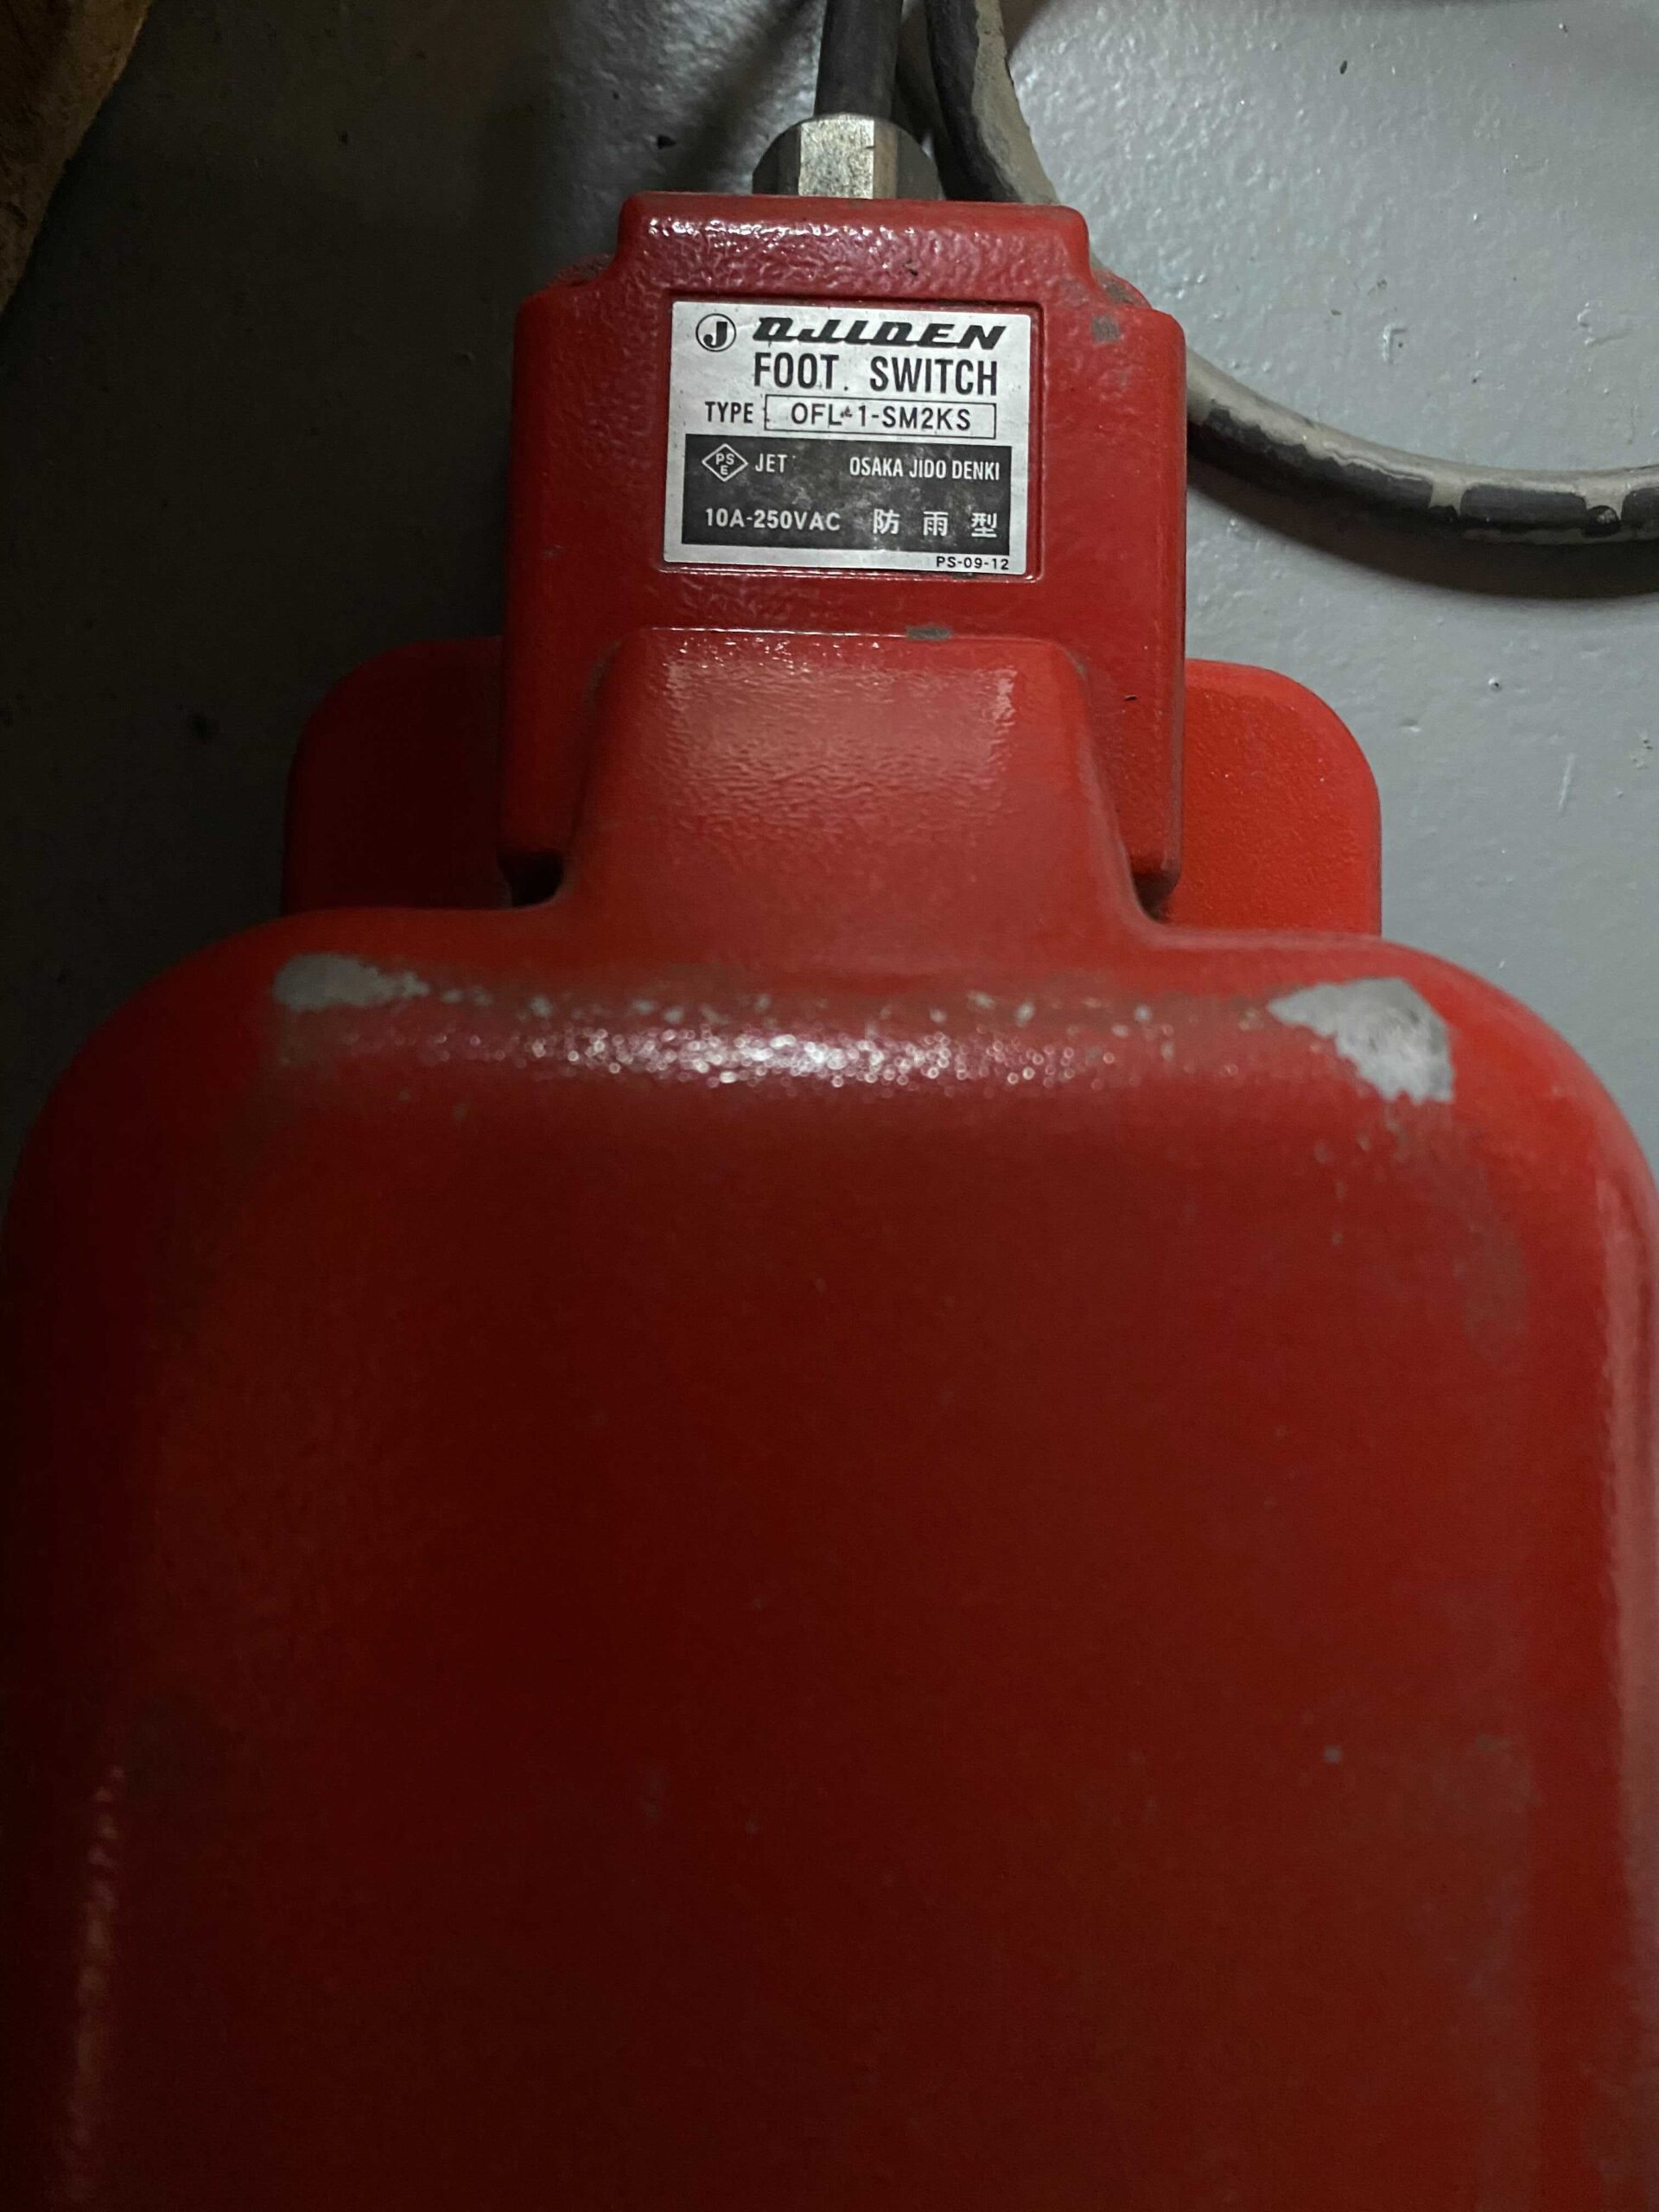 J OJIDEN
FOOT SWITCH
TYPE OFL-1-SM2KS
PS E JET OSAKA JIDO DENKI
10A-250VAC 防雨型
PS-09-12